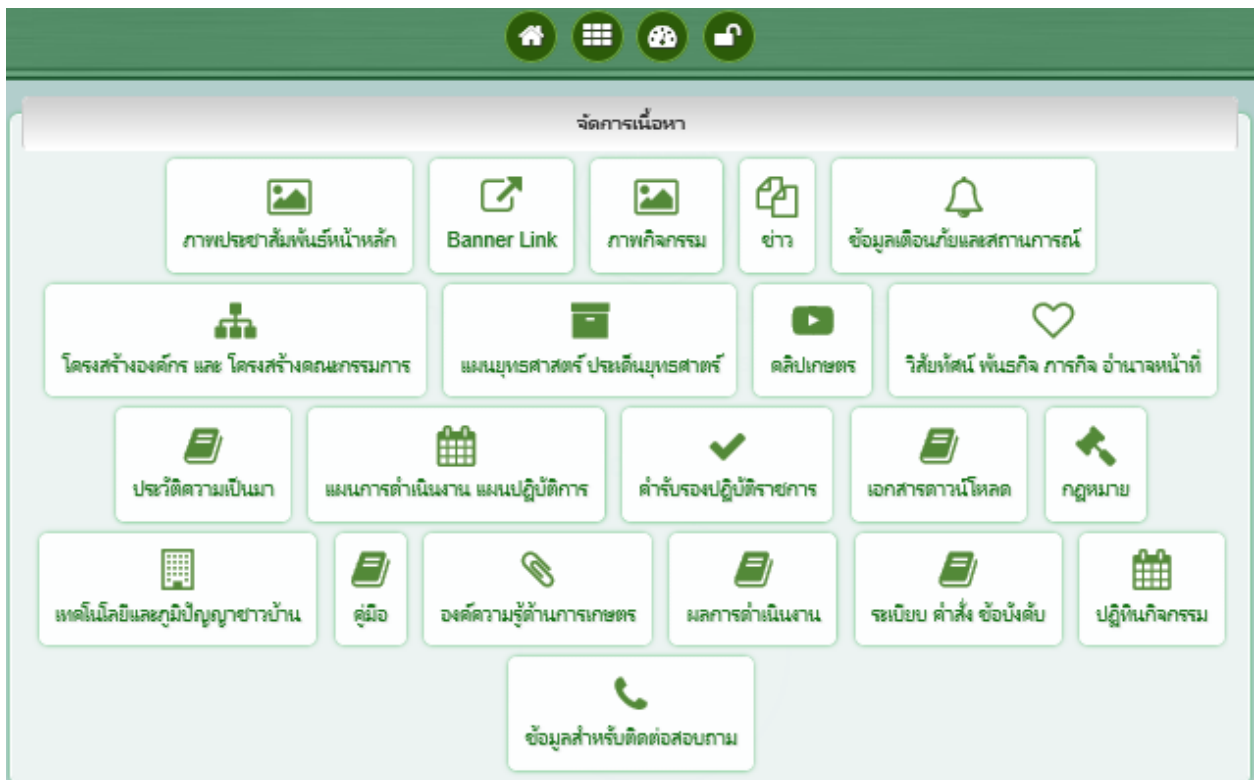 จัดการเนื้อหา
ภาพประชาสัมพันธ์หน้าหลัก Banner Link ภาพกิจกรรม ข่าว ข้อมูลเตือนภัยและสถานการณ์
โครงสร้างองค์กร และ โครงสร้างคณะกรรมการ แผนยุทธศาสตร์ ประเด็นยุทธศาตร์ คลิปเกษตร วิสัยทัศน์ พันธกิจ ภารกิจ อำนาจหน้าที่
ประวัติความเป็นมา แผนการดำเนินงาน แผนปฏิบัติการ คำรับรองปฏิบัติราชการ เอกสารดาวน์โหลด กฎหมาย
เทคโนโลยีและภูมิปัญญาชาวบ้าน คู่มือ องค์ความรู้ด้านการเกษตร ผลการดำเนินงาน ระเบียบ คำสั่ง ข้อบังคับ ปฏิทินกิจกรรม
ข้อมูลสำหรับติดต่อสอบถาม